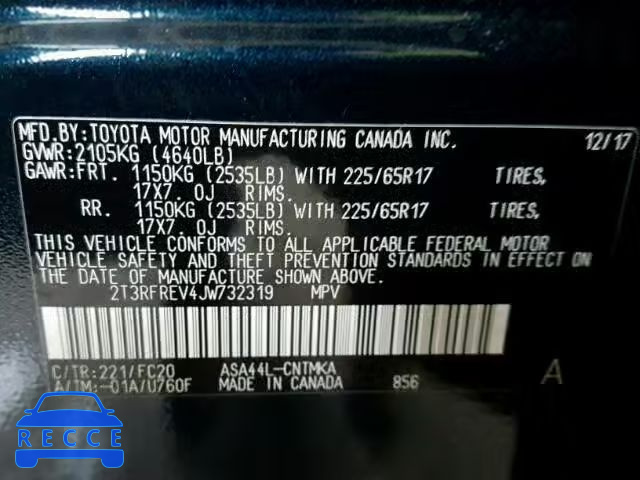 MFD.BY:TOYOTA MOTOR MANUFACTURING CANADA INC. 12/17
GVWR:2105KG (4640LB)
GAWR:FRT. 1150KG (2535LB) WITH 225/65R17 TIRES,
17X7.0J RIMS.
RR. 1150KG (2535LB) WITH 225/65R17 TIRES,
17X7.0J RIMS.
THIS VEHICLE CONFORMS TO ALL APPLICABLE FEDERAL MOTOR
VEHICLE SAFETY AND THEFT PREVENTION STANDARDS IN EFFECT ON
THE DATE OF MANUFACTURE SHOWN ABOVE.
2T3RFREV4JW732319 MPV
C/TR:221/FC20 ASA44L-CNTMKA A
A/TM:-01A/U760F MADE IN CANADA 856
RECORD